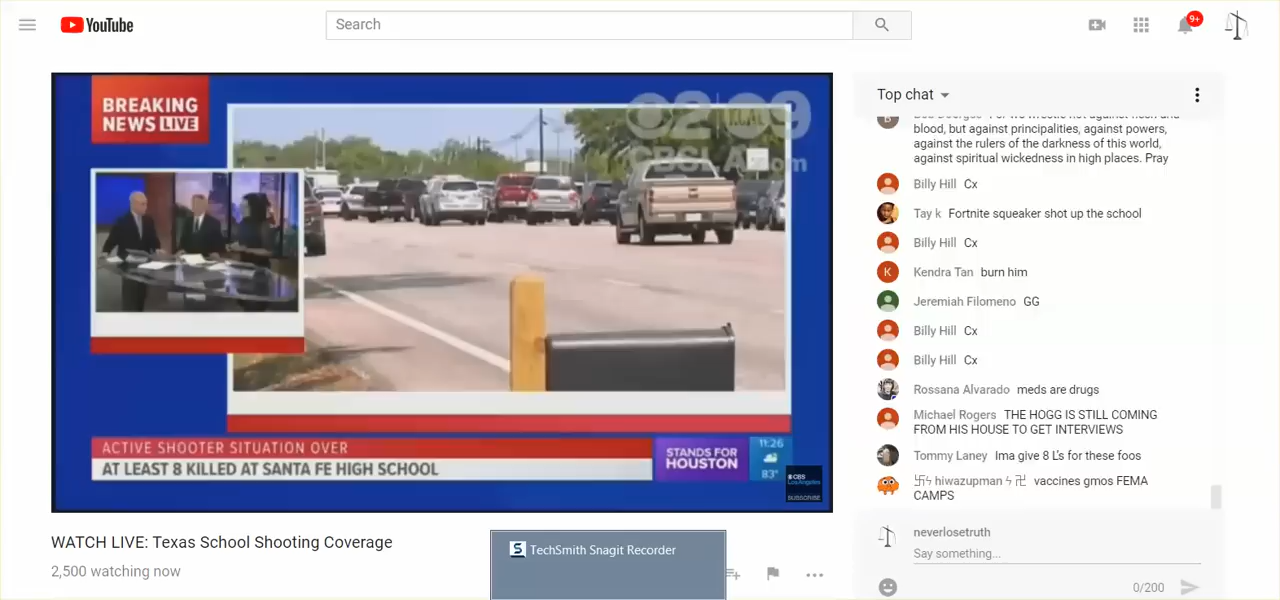 YouTube
Search
9+
BREAKING
NEWS LIVE
ACTIVE SHOOTER SITUATION OVER
AT LEAST 8 KILLED AT SANTA FE HIGH SCHOOL
STANDS FOR
HOUSTON
11:26
83°
CBS
Los Angeles
SUBSCRIBE
WATCH LIVE: Texas School Shooting Coverage
2,500 watching now
S TechSmith Snagit Recorder
Top chat
B
blood, but against principalities, against powers,
against the rulers of the darkness of this world,
against spiritual wickedness in high places. Pray
Billy Hill Cx
Tay k Fortnite squeaker shot up the school
Billy Hill Cx
K Kendra Tan burn him
Jeremiah Filomeno GG
Billy Hill Cx
Billy Hill Cx
Rossana Alvarado meds are drugs
Michael Rogers THE HOGG IS STILL COMING
FROM HIS HOUSE TO GET INTERVIEWS
Tommy Laney Ima give 8 L's for these foos
卐ϟ hiwazupman ϟ 卍 vaccines gmos FEMA
CAMPS
neverlosetruth
Say something...
0/200